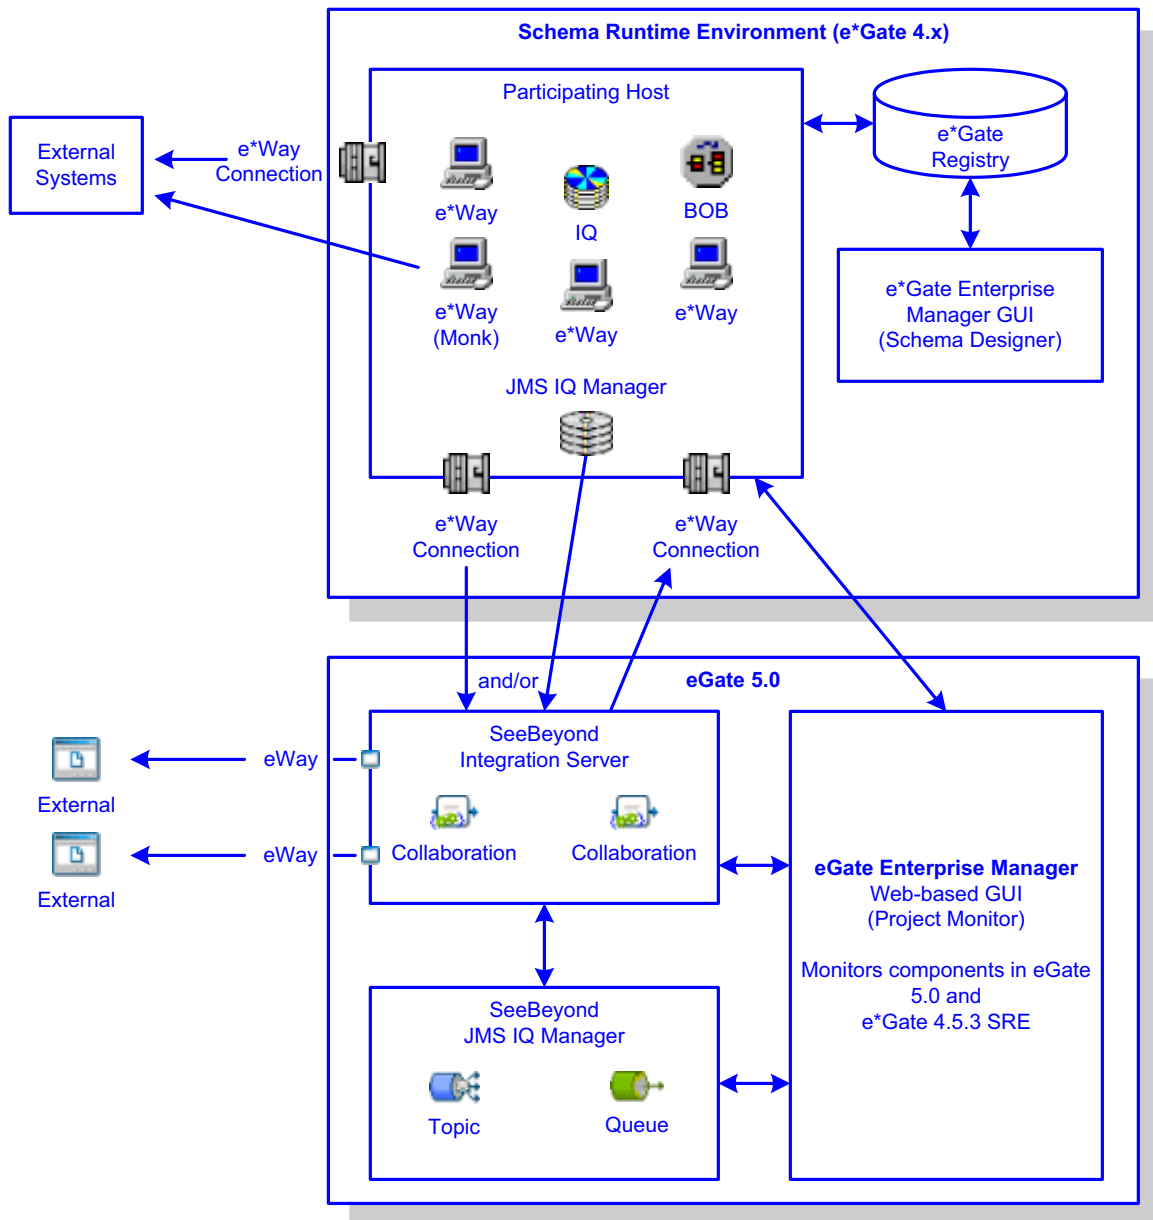 Schema Runtime Environment (e*Gate 4.x)
Participating Host
External
Systems
e*Way
Connection
e*Way
IQ
BOB
e*Gate
Registry
e*Way
(Monk)
e*Way
e*Way
e*Gate Enterprise
Manager GUI
(Schema Designer)
JMS IQ Manager
e*Way
Connection
e*Way
Connection
and/or
eGate 5.0
SeeBeyond
Integration Server
eWay
External
Collaboration
Collaboration
eWay
External
eGate Enterprise Manager
Web-based GUI
(Project Monitor)
Monitors components in eGate
5.0 and
e*Gate 4.5.3 SRE
SeeBeyond
JMS IQ Manager
Topic
Queue